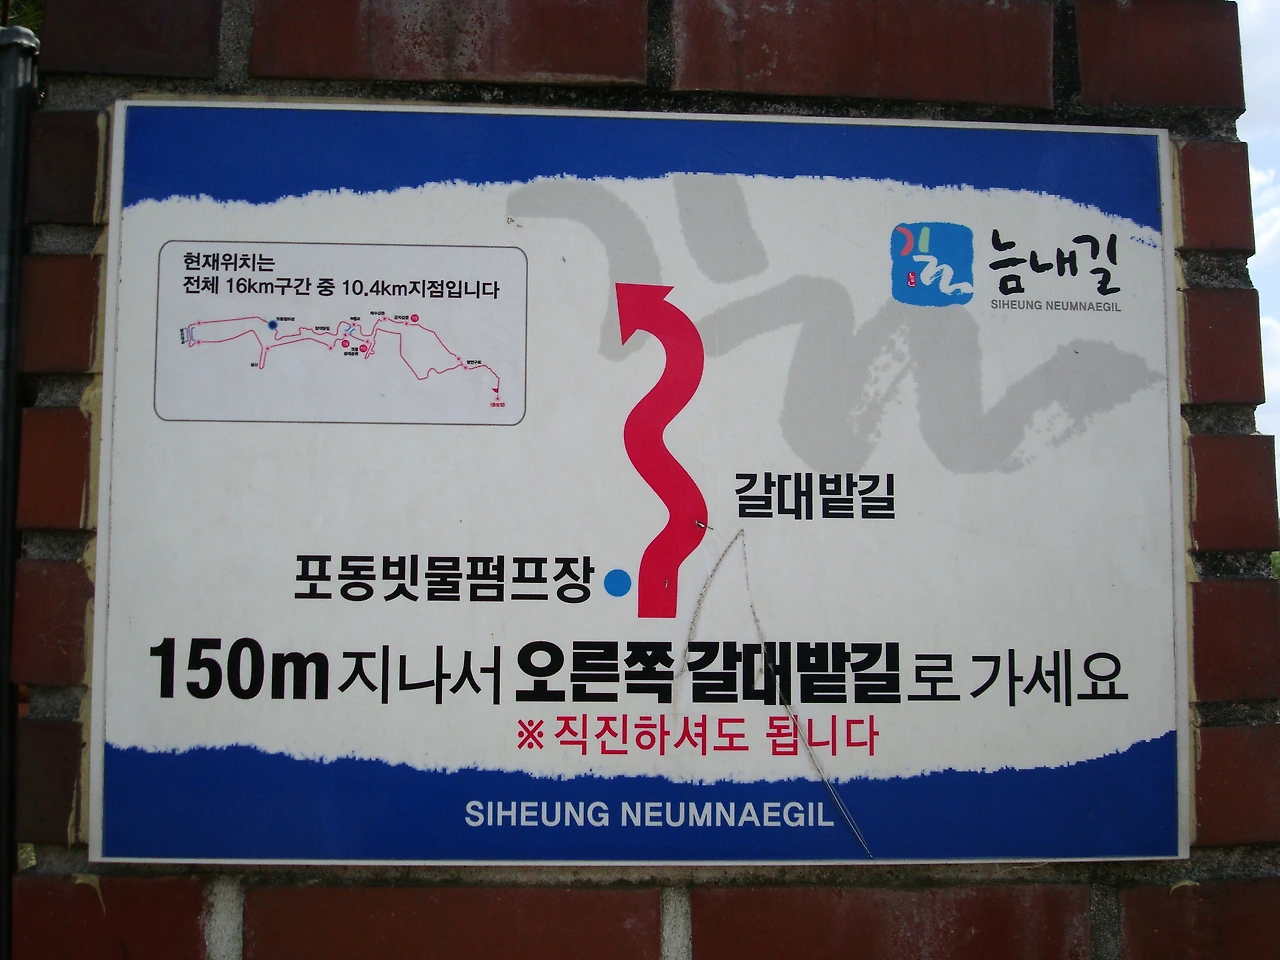 현재위치는
전체 16km구간 중 10.4km지점입니다
늠내길
SIHEUNG NEUMNAEGIL
갈대밭길
포동빗물펌프장
150m 지나서 오른쪽 갈대밭길로 가세요
※직진하셔도 됩니다
SIHEUNG NEUMNAEGIL